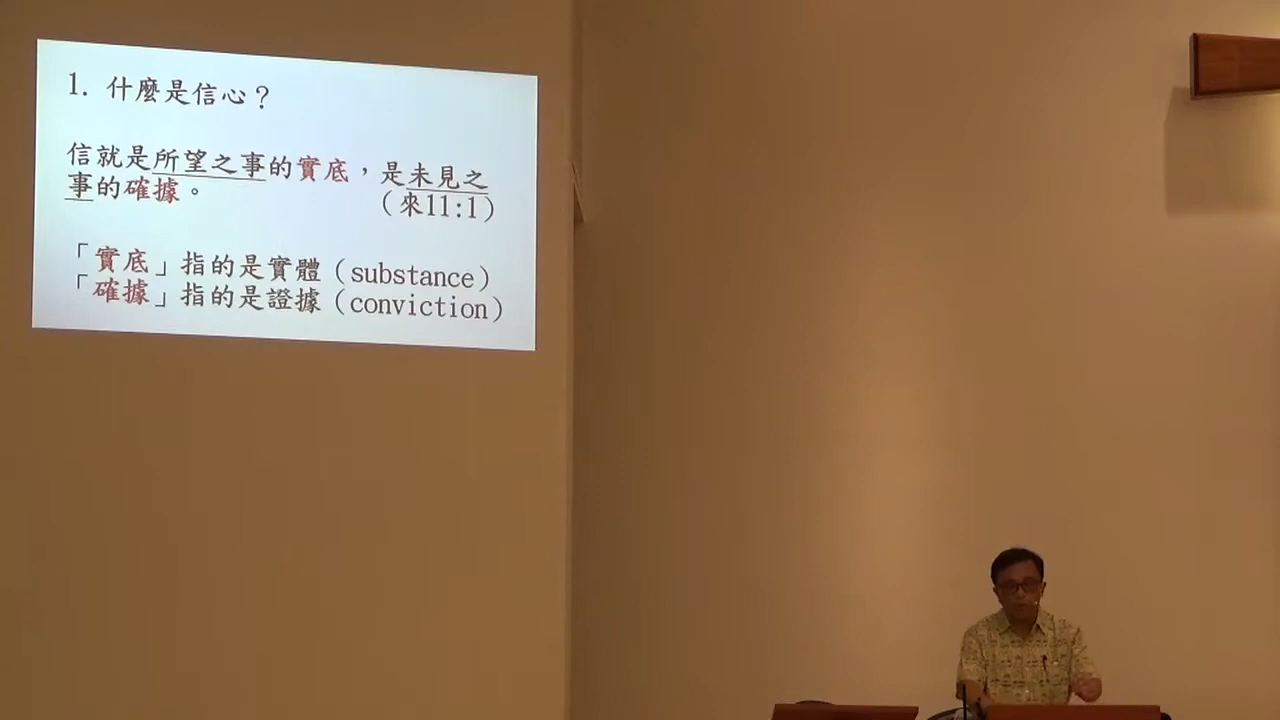 1. 什麼是信心？
信就是所望之事的實底，是未見之
事的確據。
（來11:1）
「實底」指的是實體（substance）
「確據」指的是證據（conviction）